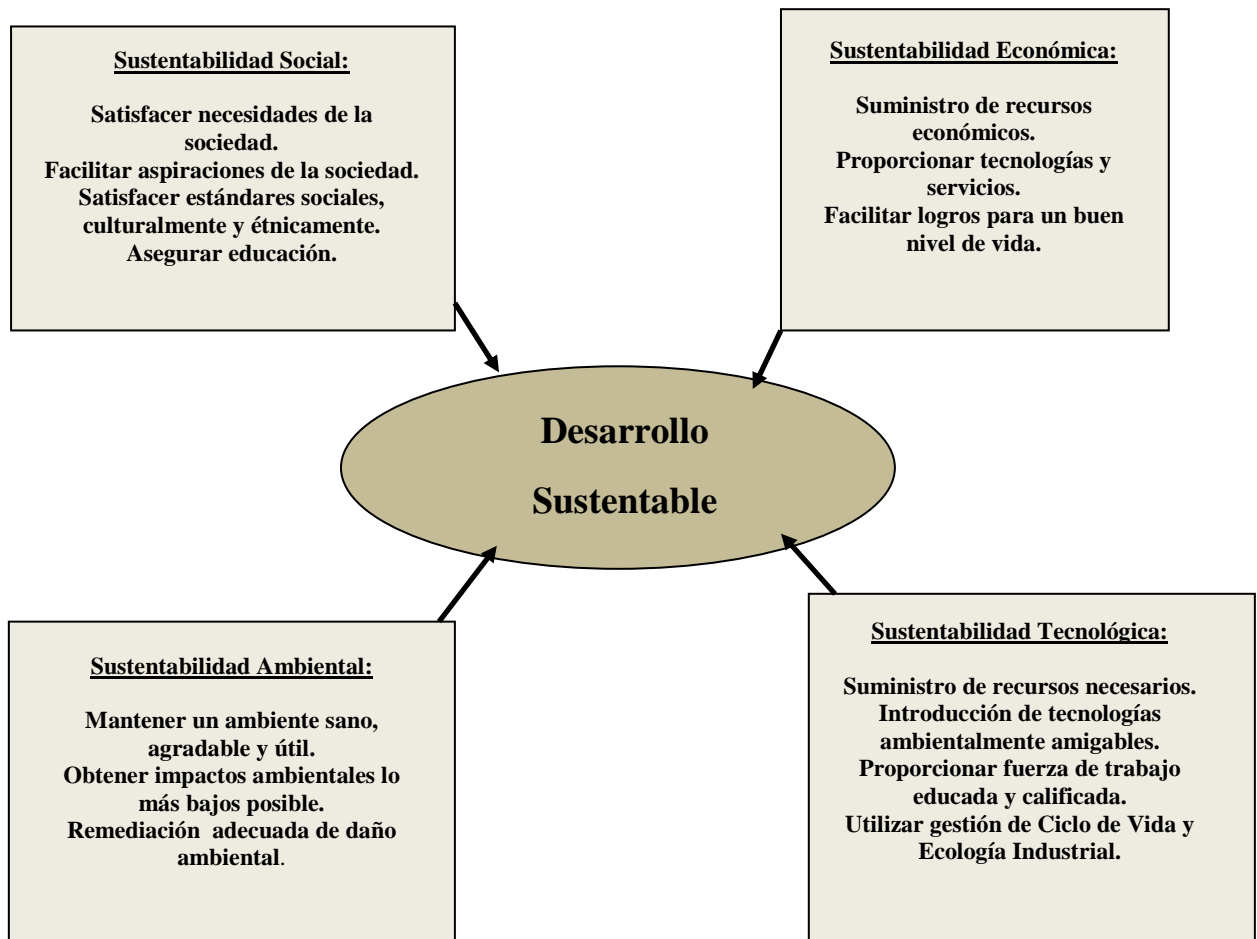 Sustentabilidad Social:
Satisfacer necesidades de la
sociedad.
Facilitar aspiraciones de la sociedad.
Satisfacer estándares sociales,
culturalmente y étnicamente.
Asegurar educación.
Sustentabilidad Económica:
Suministro de recursos
económicos.
Proporcionar tecnologías y
servicios.
Facilitar logros para un buen
nivel de vida.
Desarrollo
Sustentable
Sustentabilidad Ambiental:
Mantener un ambiente sano,
agradable y útil.
Obtener impactos ambientales lo
más bajos posible.
Remediación adecuada de daño
ambiental.
Sustentabilidad Tecnológica:
Suministro de recursos necesarios.
Introducción de tecnologías
ambientalmente amigables.
Proporcionar fuerza de trabajo
educada y calificada.
Utilizar gestión de Ciclo de Vida y
Ecología Industrial.